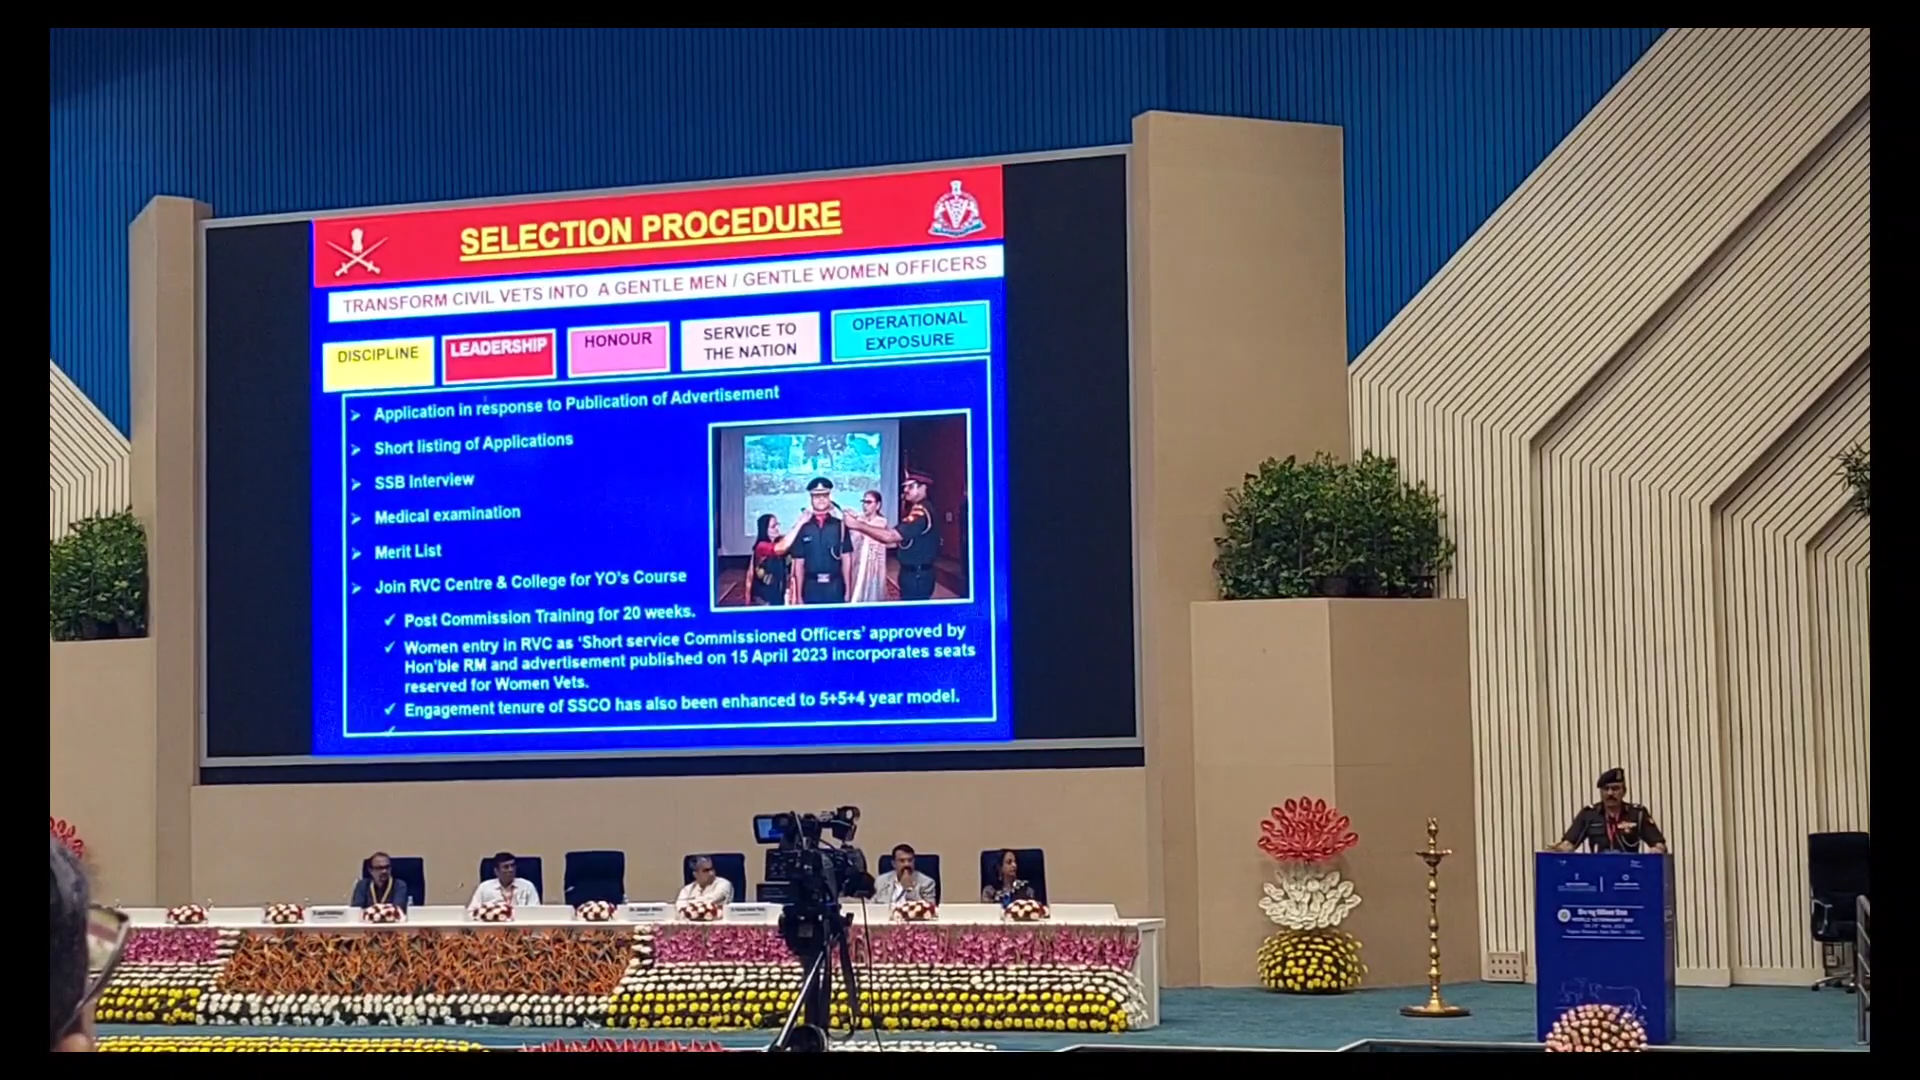 SELECTION PROCEDURE
TRANSFORM CIVIL VETS INTO A GENTLE MEN / GENTLE WOMEN OFFICERS
DISCIPLINE
LEADERSHIP
HONOUR
SERVICE TO
THE NATION
OPERATIONAL
EXPOSURE
➢ Application in response to Publication of Advertisement
➢ Short listing of Applications
➢ SSB Interview
➢ Medical examination
➢ Merit List
➢ Join RVC Centre & College for YO's Course
✓ Post Commission Training for 20 weeks.
✓ Women entry in RVC as 'Short service Commissioned Officers' approved by
Hon'ble RM and advertisement published on 15 April 2023 incorporates seats
reserved for Women Vets.
✓ Engagement tenure of SSCO has also been enhanced to 5+5+4 year model.
✓
WORLD VETERINARY DAY